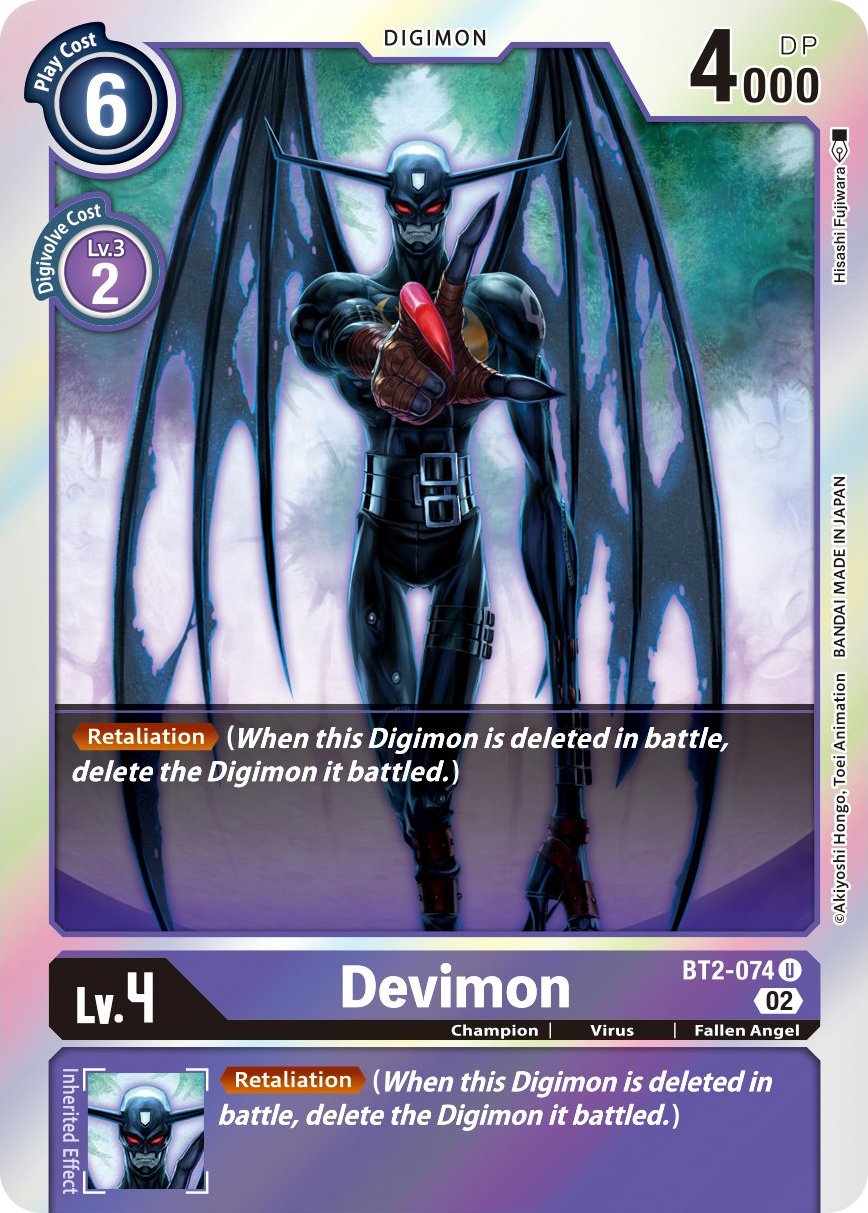 DIGIMON
Play Cost
6
DP
4000
Digivolve Cost
Lv.3
2
Hisashi Fujiwara
©Akiyoshi Hongo, Toei Animation BANDAI MADE IN JAPAN
Retaliation (When this Digimon is deleted in battle,
delete the Digimon it battled.)
Lv.4
Devimon
BT2-074 U
02
Champion | Virus | Fallen Angel
Inherited Effect
Retaliation (When this Digimon is deleted in
battle, delete the Digimon it battled.)